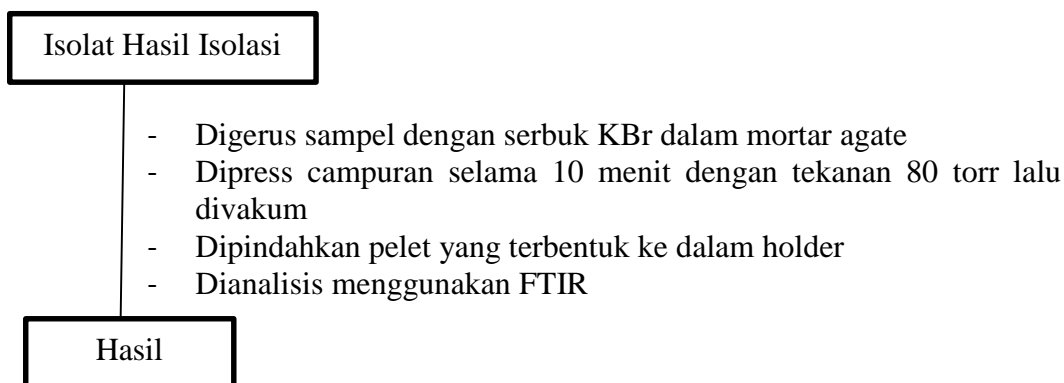 Isolat Hasil Isolasi
- Digerus sampel dengan serbuk KBr dalam mortar agate
- Dipress campuran selama 10 menit dengan tekanan 80 torr lalu
divakum
- Dipindahkan pelet yang terbentuk ke dalam holder
- Dianalisis menggunakan FTIR
Hasil